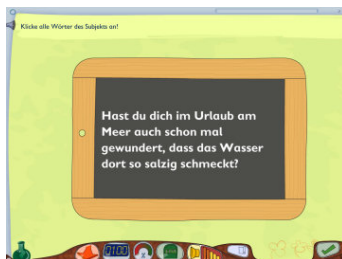 Klicke alle Wörter des Subjekts an!
Hast du dich im Urlaub am
Meer auch schon mal
gewundert, dass das Wasser
dort so salzig schmeckt?